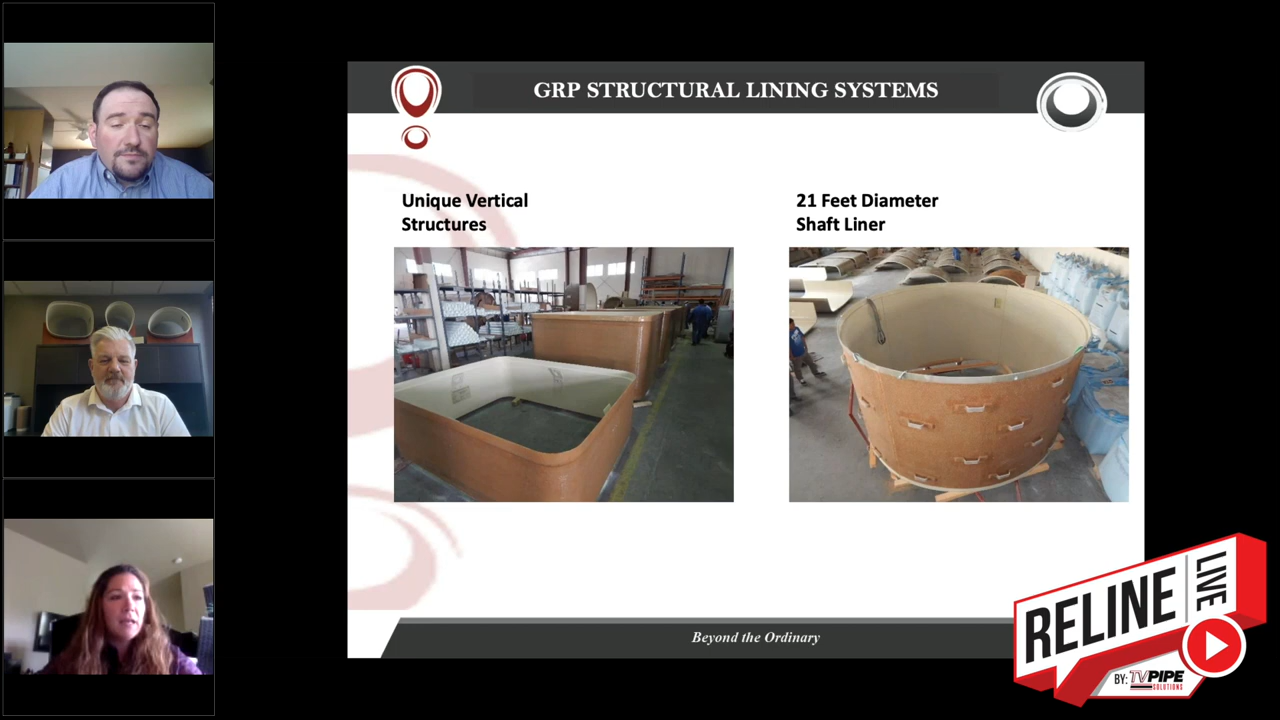 GRP STRUCTURAL LINING SYSTEMS
Unique Vertical
Structures
21 Feet Diameter
Shaft Liner
Beyond the Ordinary
RELINE LIVE
BY: TVPIPE
SOLUTIONS